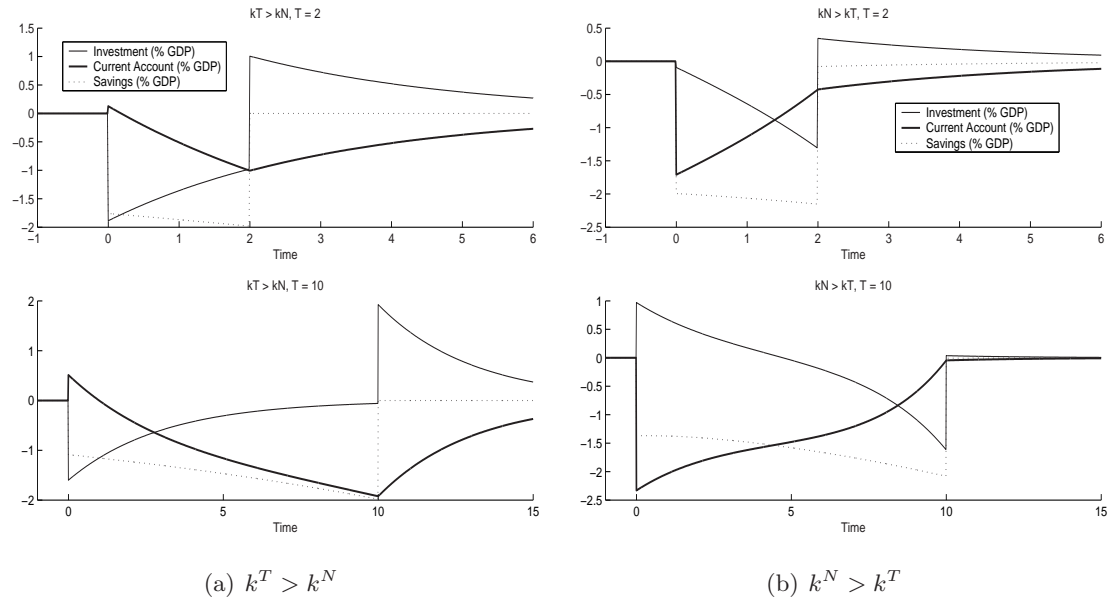 kT > kN, T = 2
1.5
1
0.5
0
−0.5
−1
−1.5
−2
Investment (% GDP)
Current Account (% GDP)
Savings (% GDP)
−1 0 1 2 3 4 5 6
Time
kN > kT, T = 2
0.5
0
−0.5
−1
−1.5
−2
−2.5
Investment (% GDP)
Current Account (% GDP)
Savings (% GDP)
−1 0 1 2 3 4 5 6
Time
kT > kN, T = 10
2
1
0
−1
−2
0 5 10 15
Time
kN > kT, T = 10
1
0.5
0
−0.5
−1
−1.5
−2
−2.5
0 5 10 15
Time
(a) k^T > k^N
(b) k^N > k^T